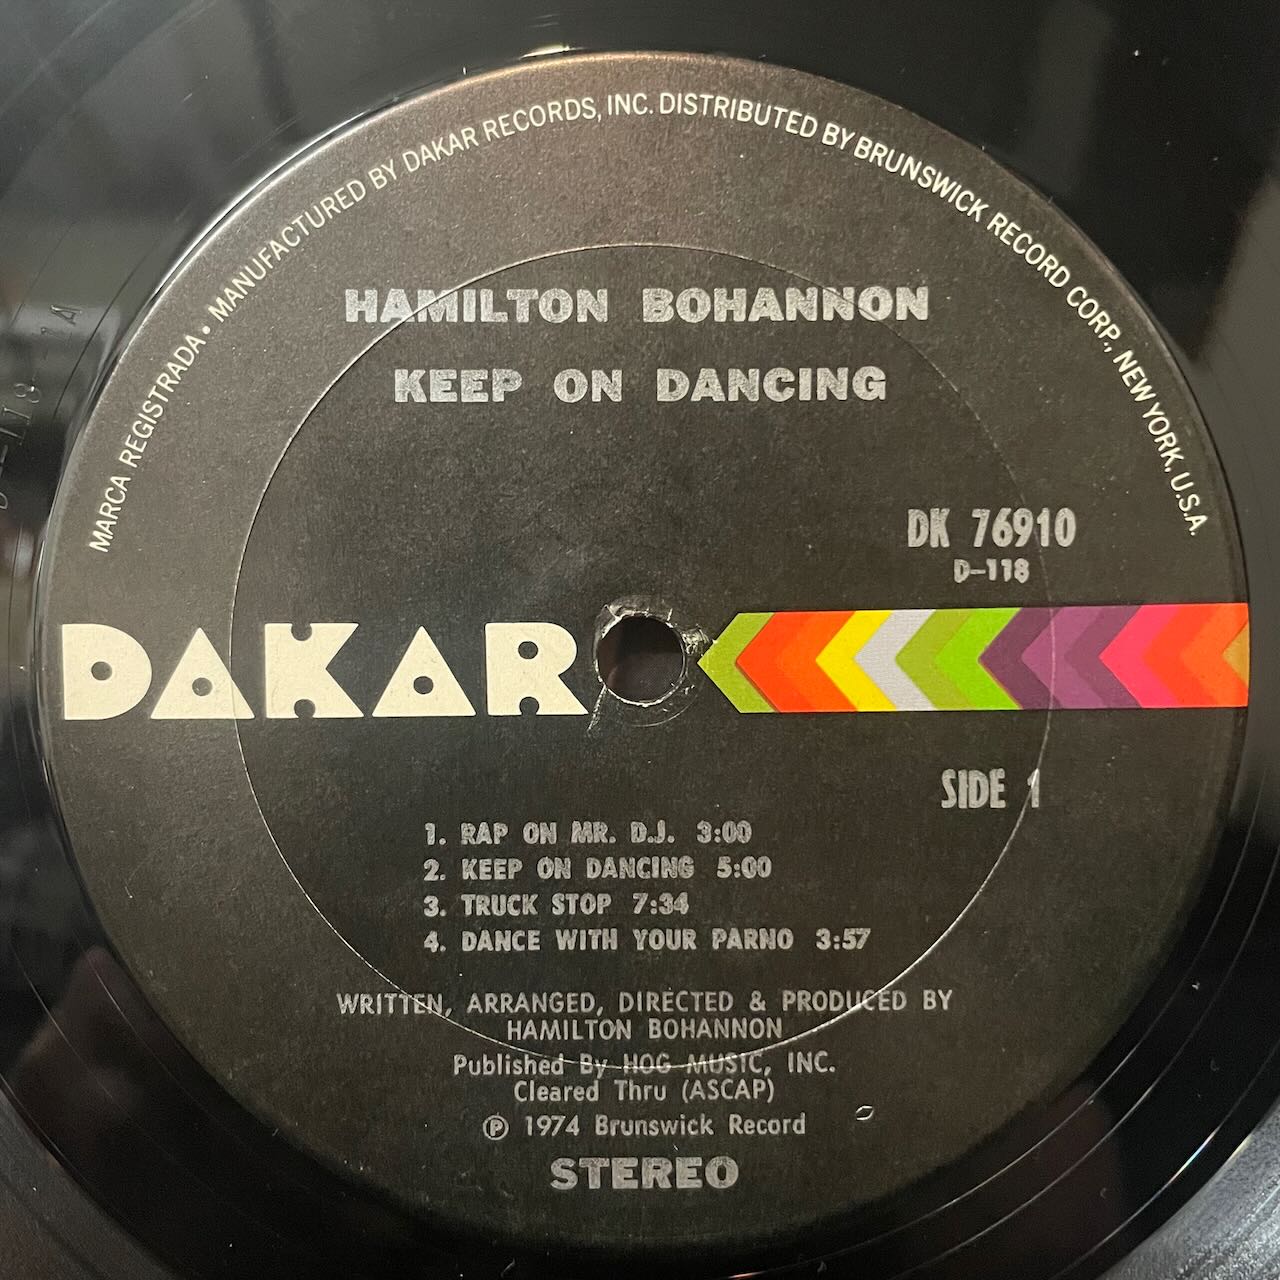 MARCA REGISTRADA • MANUFACTURED BY DAKAR RECORDS, INC. DISTRIBUTED BY BRUNSWICK RECORD CORP., NEW YORK, U.S.A.
HAMILTON BOHANNON
KEEP ON DANCING
DK 76910
D-118
DAKAR
SIDE 1
1. RAP ON MR. D.J. 3:00
2. KEEP ON DANCING 5:00
3. TRUCK STOP 7:34
4. DANCE WITH YOUR PARNO 3:57
WRITTEN, ARRANGED, DIRECTED & PRODUCED BY
HAMILTON BOHANNON
Published By HOG MUSIC, INC.
Cleared Thru (ASCAP)
℗ 1974 Brunswick Record
STEREO